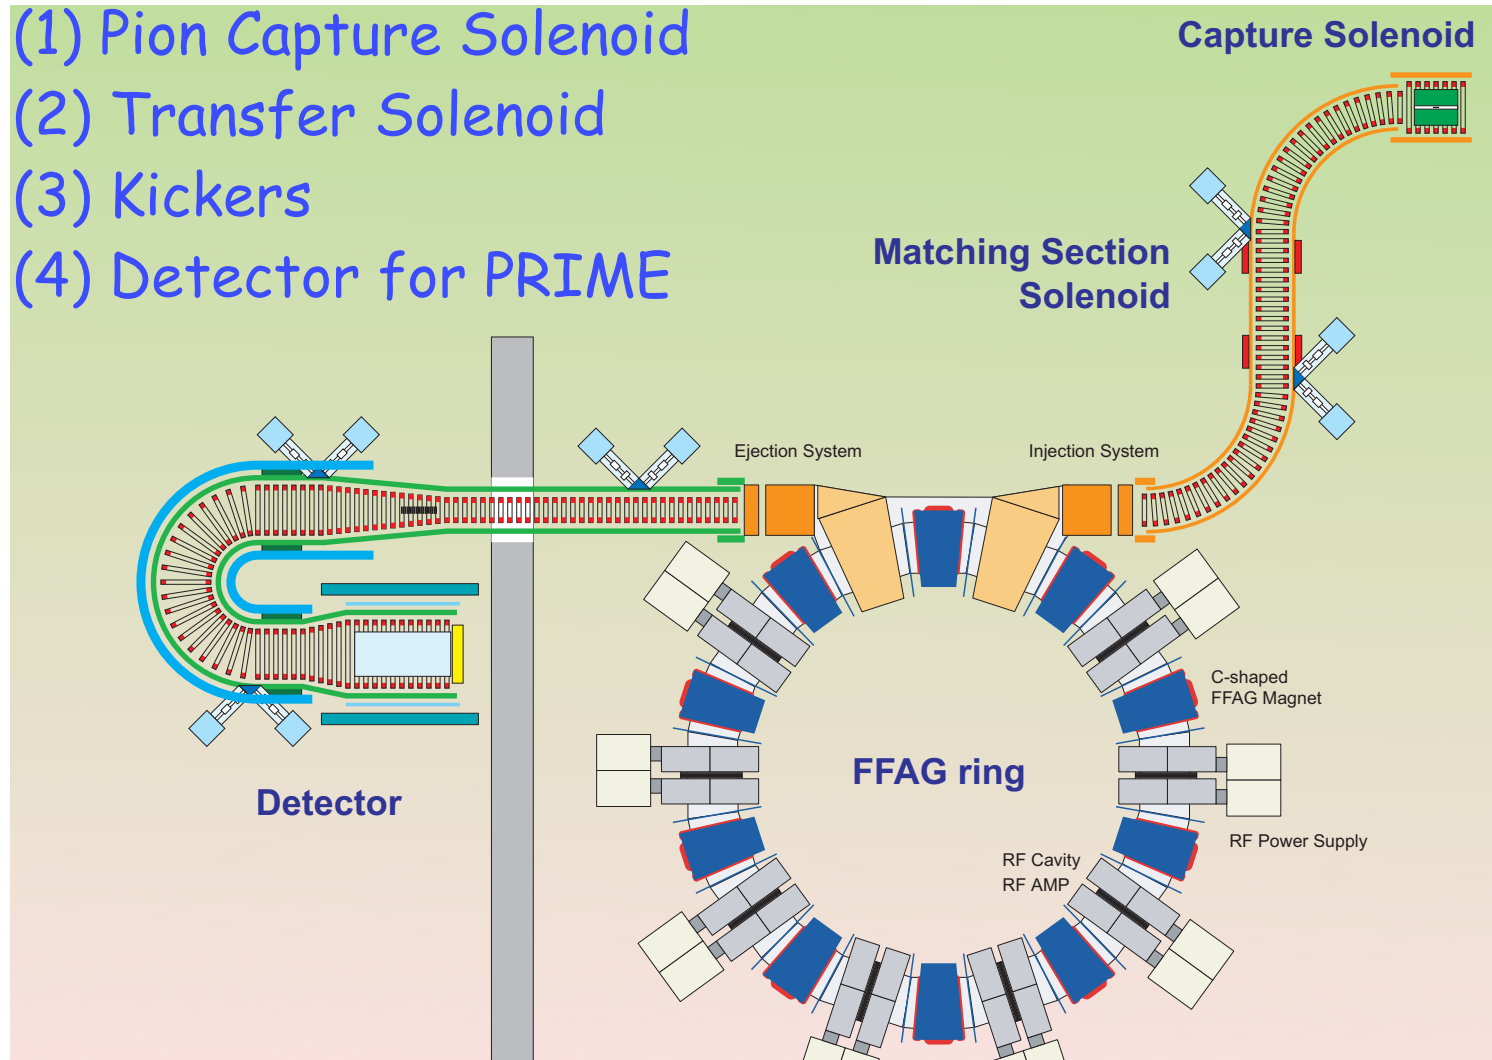 (1) Pion Capture Solenoid
(2) Transfer Solenoid
(3) Kickers
(4) Detector for PRIME
Capture Solenoid
Matching Section
Solenoid
Ejection System
Injection System
C-shaped
FFAG Magnet
FFAG ring
Detector
RF Power Supply
RF Cavity
RF AMP